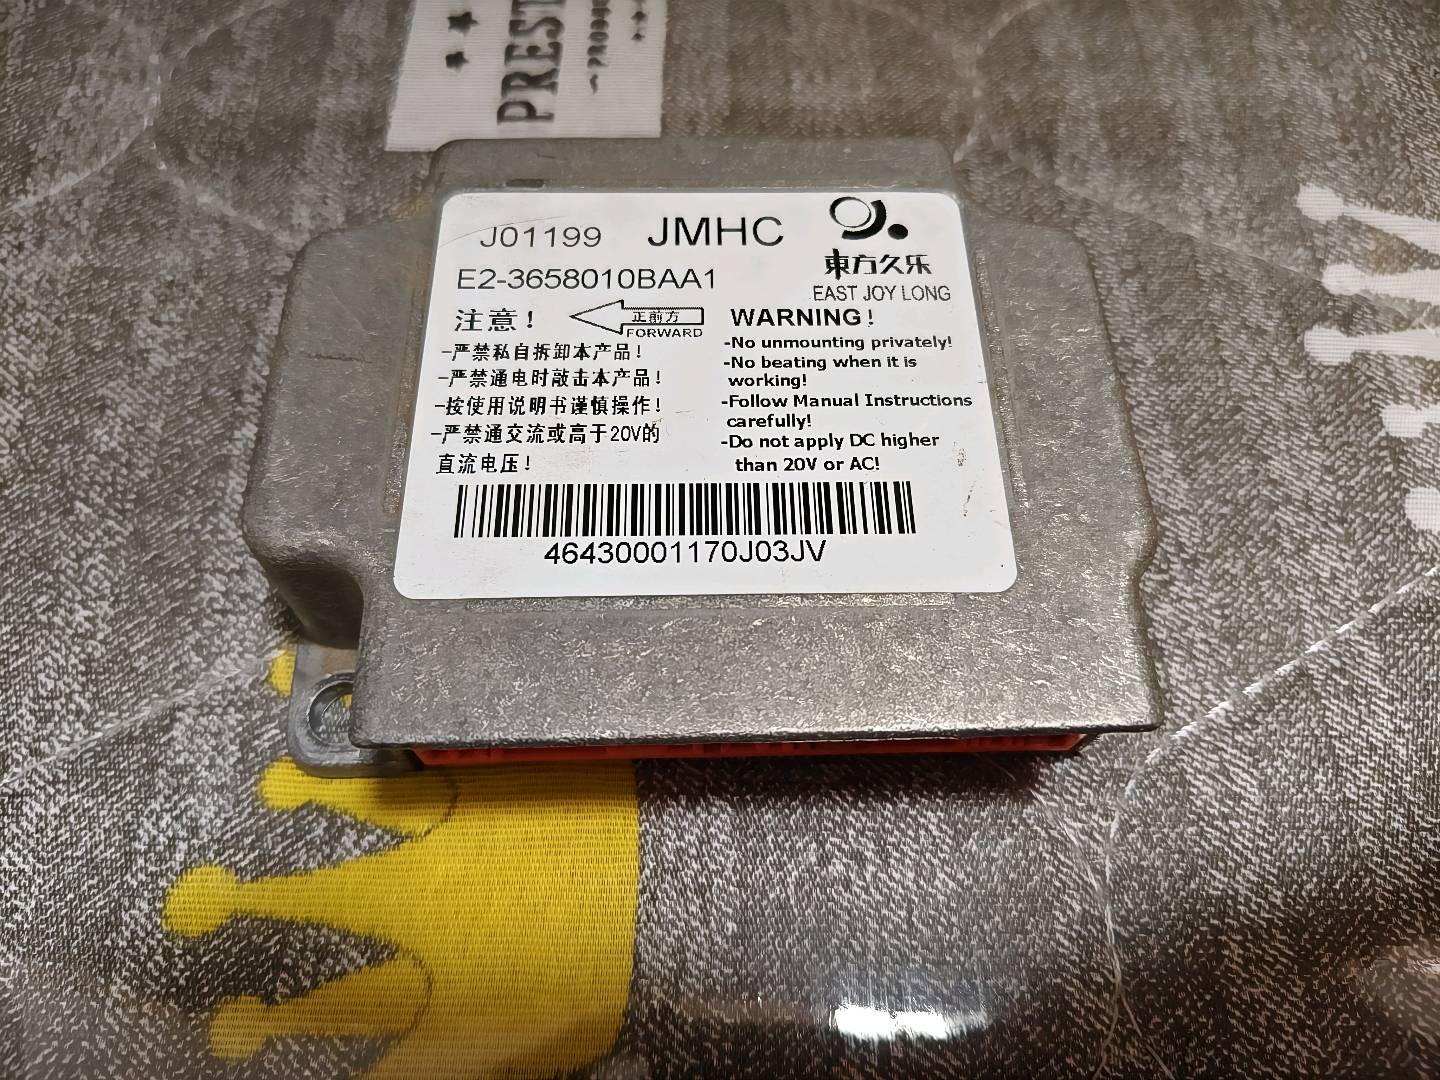 PREST
J01199 JMHC
東方久乐
E2-3658010BAA1
EAST JOY LONG
注意! 正前方 WARNING!
FORWARD
-严禁私自拆卸本产品! -No unmounting privately!
-严禁通电时敲击本产品! -No beating when it is
working!
-按使用说明书谨慎操作! -Follow Manual Instructions
carefully!
-严禁通交流或高于20V的 -Do not apply DC higher
直流电压! than 20V or AC!
46430001170J03JV